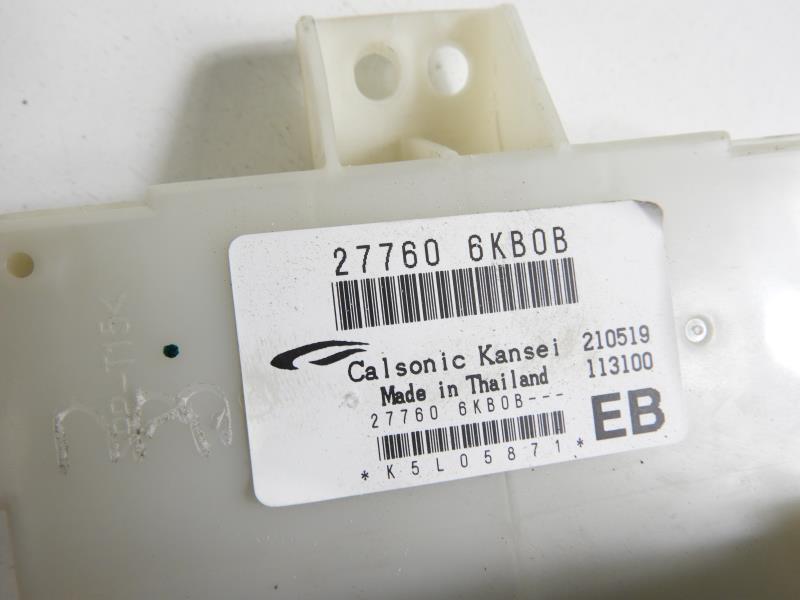 27760 6KB0B
Calsonic Kansei 210519
Made in Thailand 113100
27760 6KB0B---
EB
*K5L05871*